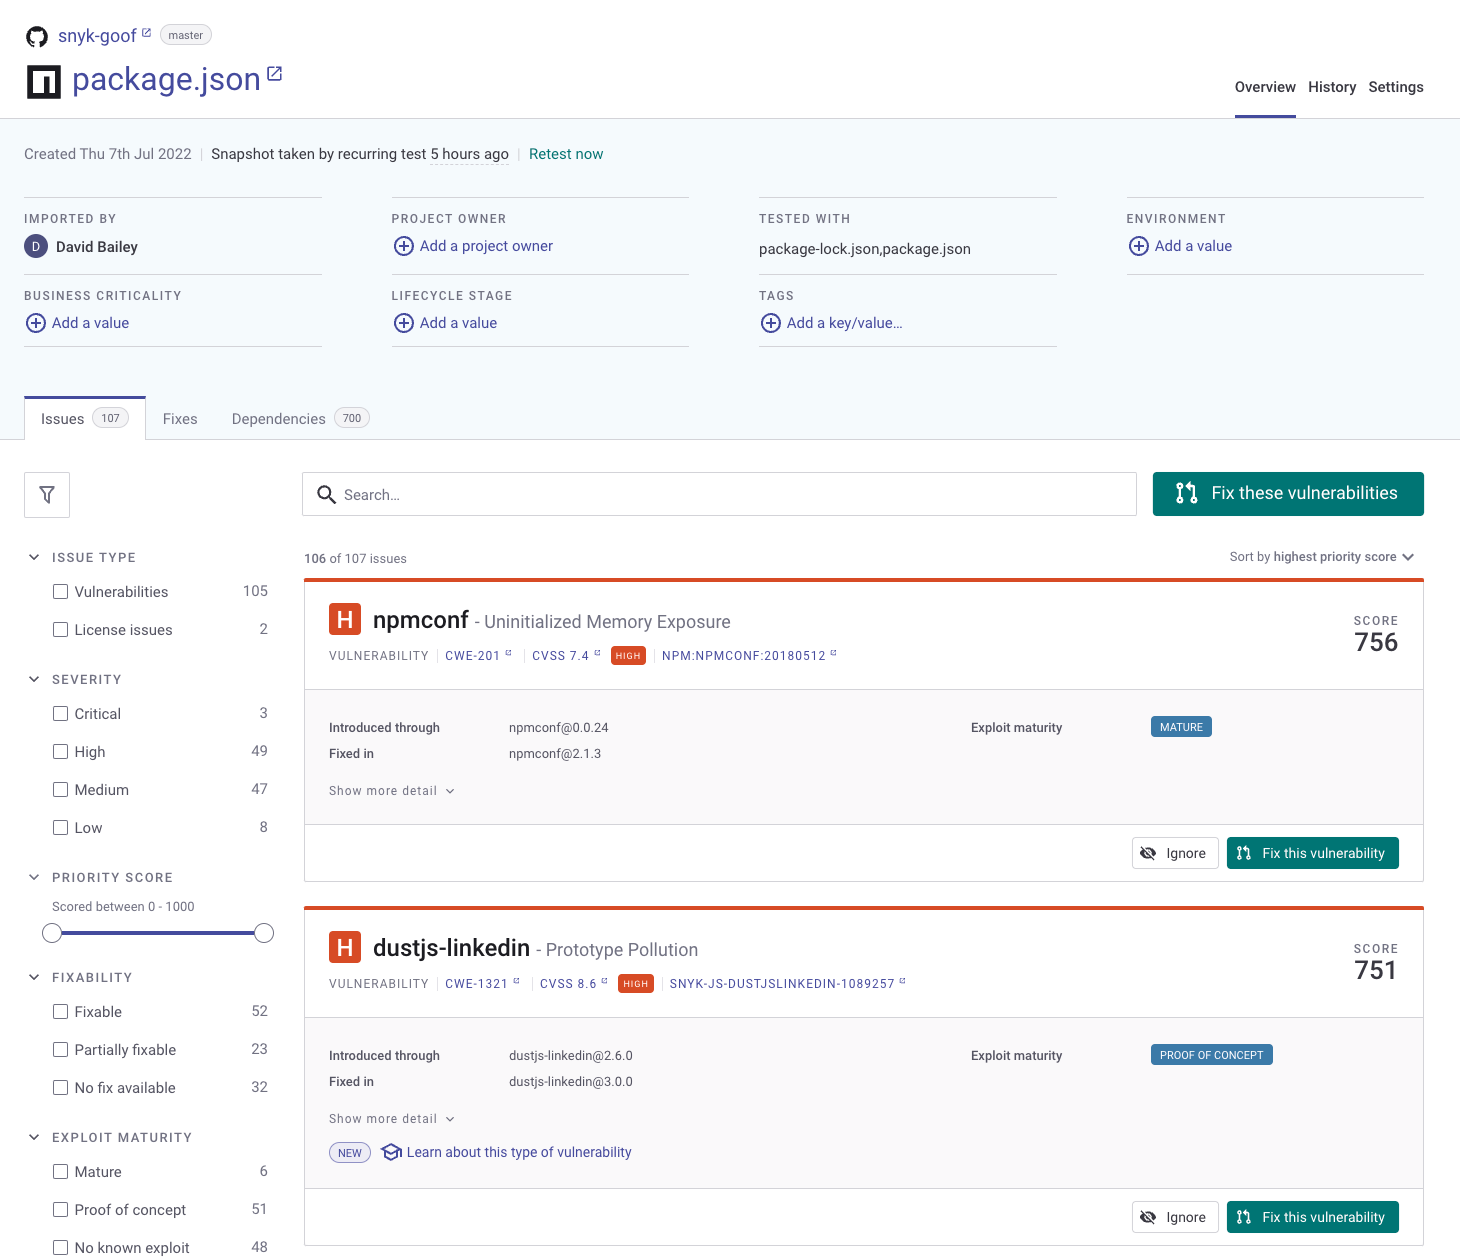 snyk-goof master
package.json
Overview History Settings
Created Thu 7th Jul 2022 Snapshot taken by recurring test 5 hours ago Retest now
IMPORTED BY PROJECT OWNER TESTED WITH ENVIRONMENT
D David Bailey Add a project owner package-lock.json,package.json Add a value
BUSINESS CRITICALITY LIFECYCLE STAGE TAGS
Add a value Add a value Add a key/value…
Issues 107 Fixes Dependencies 700
Search... Fix these vulnerabilities
106 of 107 issues Sort by highest priority score
ISSUE TYPE
Vulnerabilities 105
License issues 2
SEVERITY
Critical 3
High 49
Medium 47
Low 8
PRIORITY SCORE
Scored between 0 - 1000
FIXABILITY
Fixable 52
Partially fixable 23
No fix available 32
EXPLOIT MATURITY
Mature 6
Proof of concept 51
No known exploit 48
H npmconf - Uninitialized Memory Exposure
SCORE
756
VULNERABILITY CWE-201 CVSS 7.4 HIGH NPM:NPMCONF:20180512
Introduced through npmconf@0.0.24 Exploit maturity MATURE
Fixed in npmconf@2.1.3
Show more detail
Ignore Fix this vulnerability
H dustjs-linkedin - Prototype Pollution
SCORE
751
VULNERABILITY CWE-1321 CVSS 8.6 HIGH SNYK-JS-DUSTJSLINKEDIN-1089257
Introduced through dustjs-linkedin@2.6.0 Exploit maturity PROOF OF CONCEPT
Fixed in dustjs-linkedin@3.0.0
Show more detail
NEW Learn about this type of vulnerability
Ignore Fix this vulnerability